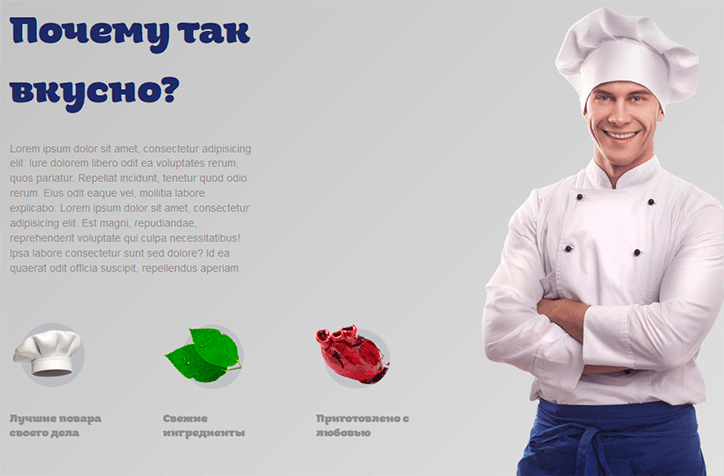 Почему так
вкусно?
Lorem ipsum dolor sit amet, consectetur adipisicing
elit. Iure dolorem libero odit ea voluptates rerum,
quos pariatur. Repellat incidunt, tenetur quod odio
rerum. Eius odit eaque vel, mollitia labore
explicabo. Lorem ipsum dolor sit amet, consectetur
adipisicing elit. Est magni, repudiandae,
reprehenderit voluptate qui culpa necessitatibus!
Ipsa labore consectetur sunt sed dolore? Id ea
quaerat odit officia suscipit, repellendus aperiam.
Лучшие повара
своего дела
Свежие
ингредиенты
Приготовлено с
любовью